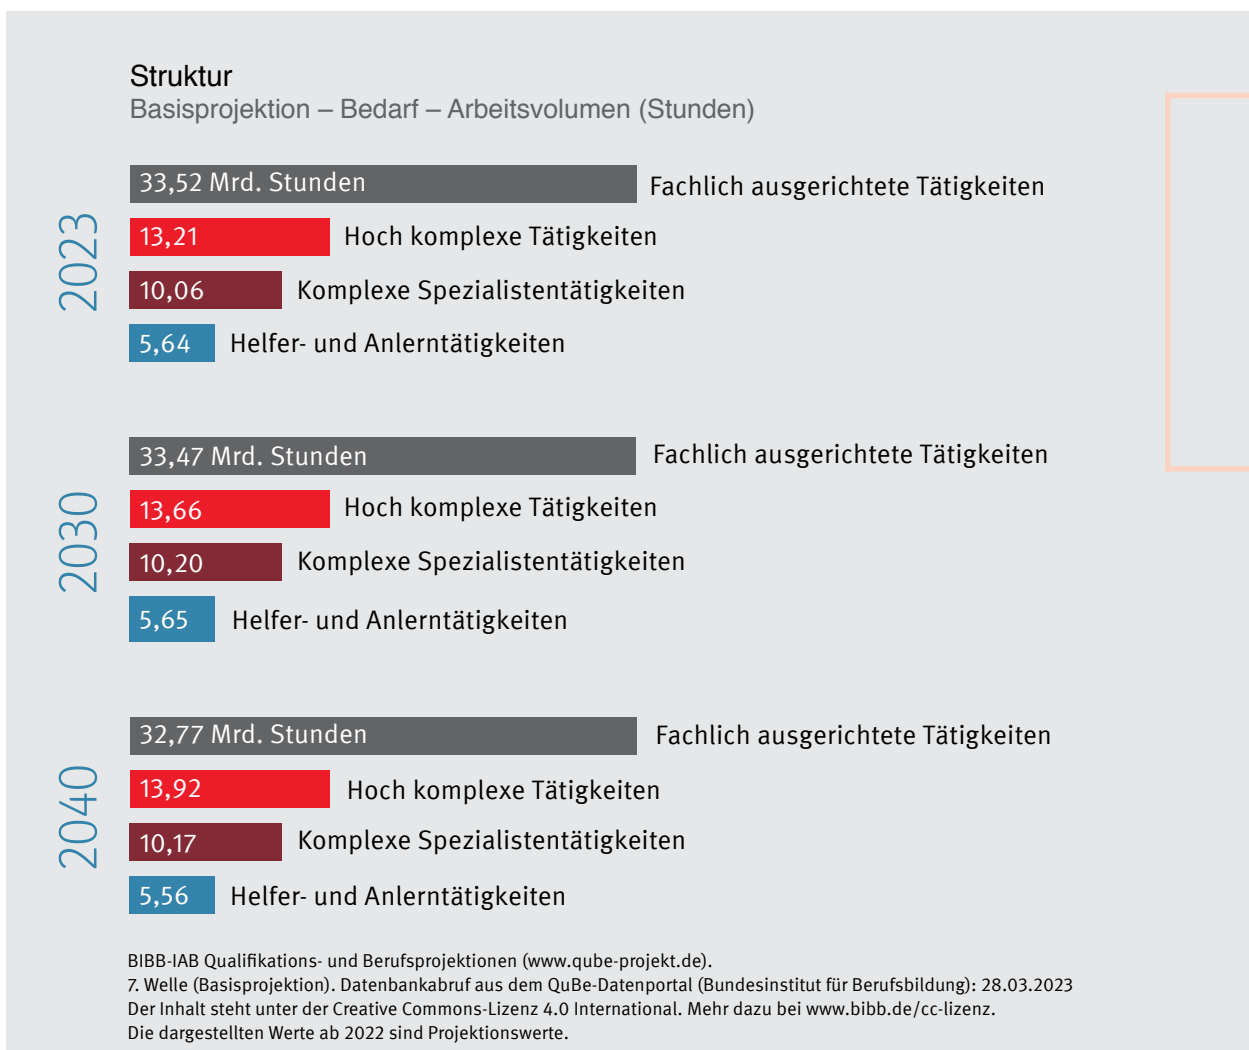 Struktur
Basisprojektion – Bedarf – Arbeitsvolumen (Stunden)
2023
33,52 Mrd. Stunden Fachlich ausgerichtete Tätigkeiten
13,21 Hoch komplexe Tätigkeiten
10,06 Komplexe Spezialistentätigkeiten
5,64 Helfer- und Anlerntätigkeiten
2030
33,47 Mrd. Stunden Fachlich ausgerichtete Tätigkeiten
13,66 Hoch komplexe Tätigkeiten
10,20 Komplexe Spezialistentätigkeiten
5,65 Helfer- und Anlerntätigkeiten
2040
32,77 Mrd. Stunden Fachlich ausgerichtete Tätigkeiten
13,92 Hoch komplexe Tätigkeiten
10,17 Komplexe Spezialistentätigkeiten
5,56 Helfer- und Anlerntätigkeiten
BIBB-IAB Qualifikations- und Berufsprojektionen (www.qube-projekt.de).
7. Welle (Basisprojektion). Datenbankabruf aus dem QuBe-Datenportal (Bundesinstitut für Berufsbildung): 28.03.2023
Der Inhalt steht unter der Creative Commons-Lizenz 4.0 International. Mehr dazu bei www.bibb.de/cc-lizenz.
Die dargestellten Werte ab 2022 sind Projektionswerte.